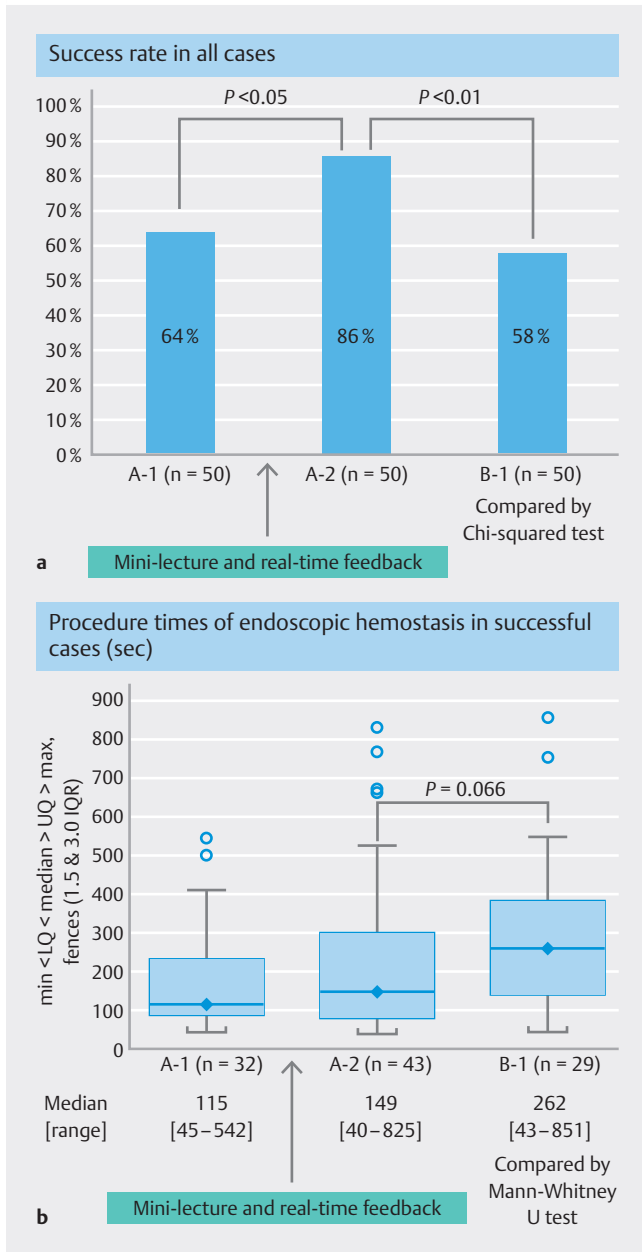 Success rate in all cases
P <0.05
P <0.01
100 %
90 %
80 %
70 %
60 %
50 %
40 %
30 %
20 %
10 %
0 %
64 %
86 %
58 %
A-1 (n = 50)
A-2 (n = 50)
B-1 (n = 50)
Compared by
Chi-squared test
a
Mini-lecture and real-time feedback
Procedure times of endoscopic hemostasis in successful
cases (sec)
min < LQ < median > UQ > max,
fences (1.5 & 3.0 IQR)
900
800
700
600
500
400
300
200
100
0
P = 0.066
A-1 (n = 32)
A-2 (n = 43)
B-1 (n = 29)
Median
115
149
262
[range]
[45–542]
[40–825]
[43–851]
Compared by
Mann-Whitney
U test
Mini-lecture and real-time feedback
b